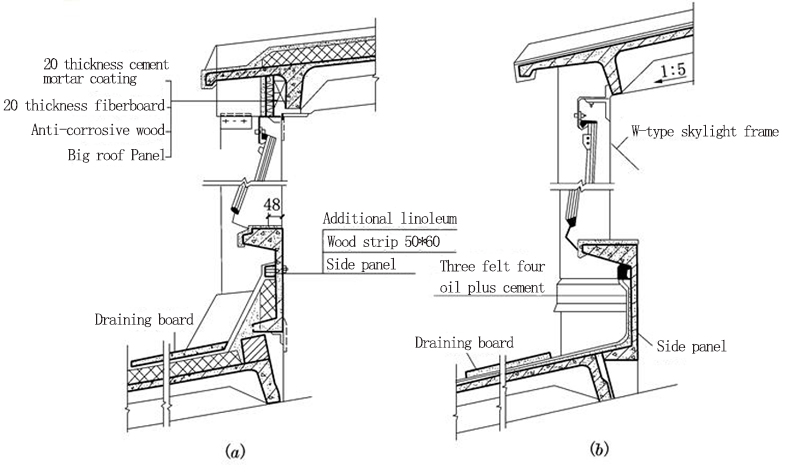 20 thickness cement
mortar coating
20 thickness fiberboard
Anti-corrosive wood
Big roof Panel
48
Additional linoleum
Wood strip 50*60
Side panel
Draining board
(a)
1:5
W-type skylight frame
Three felt four
oil plus cement
Draining board
Side panel
(b)